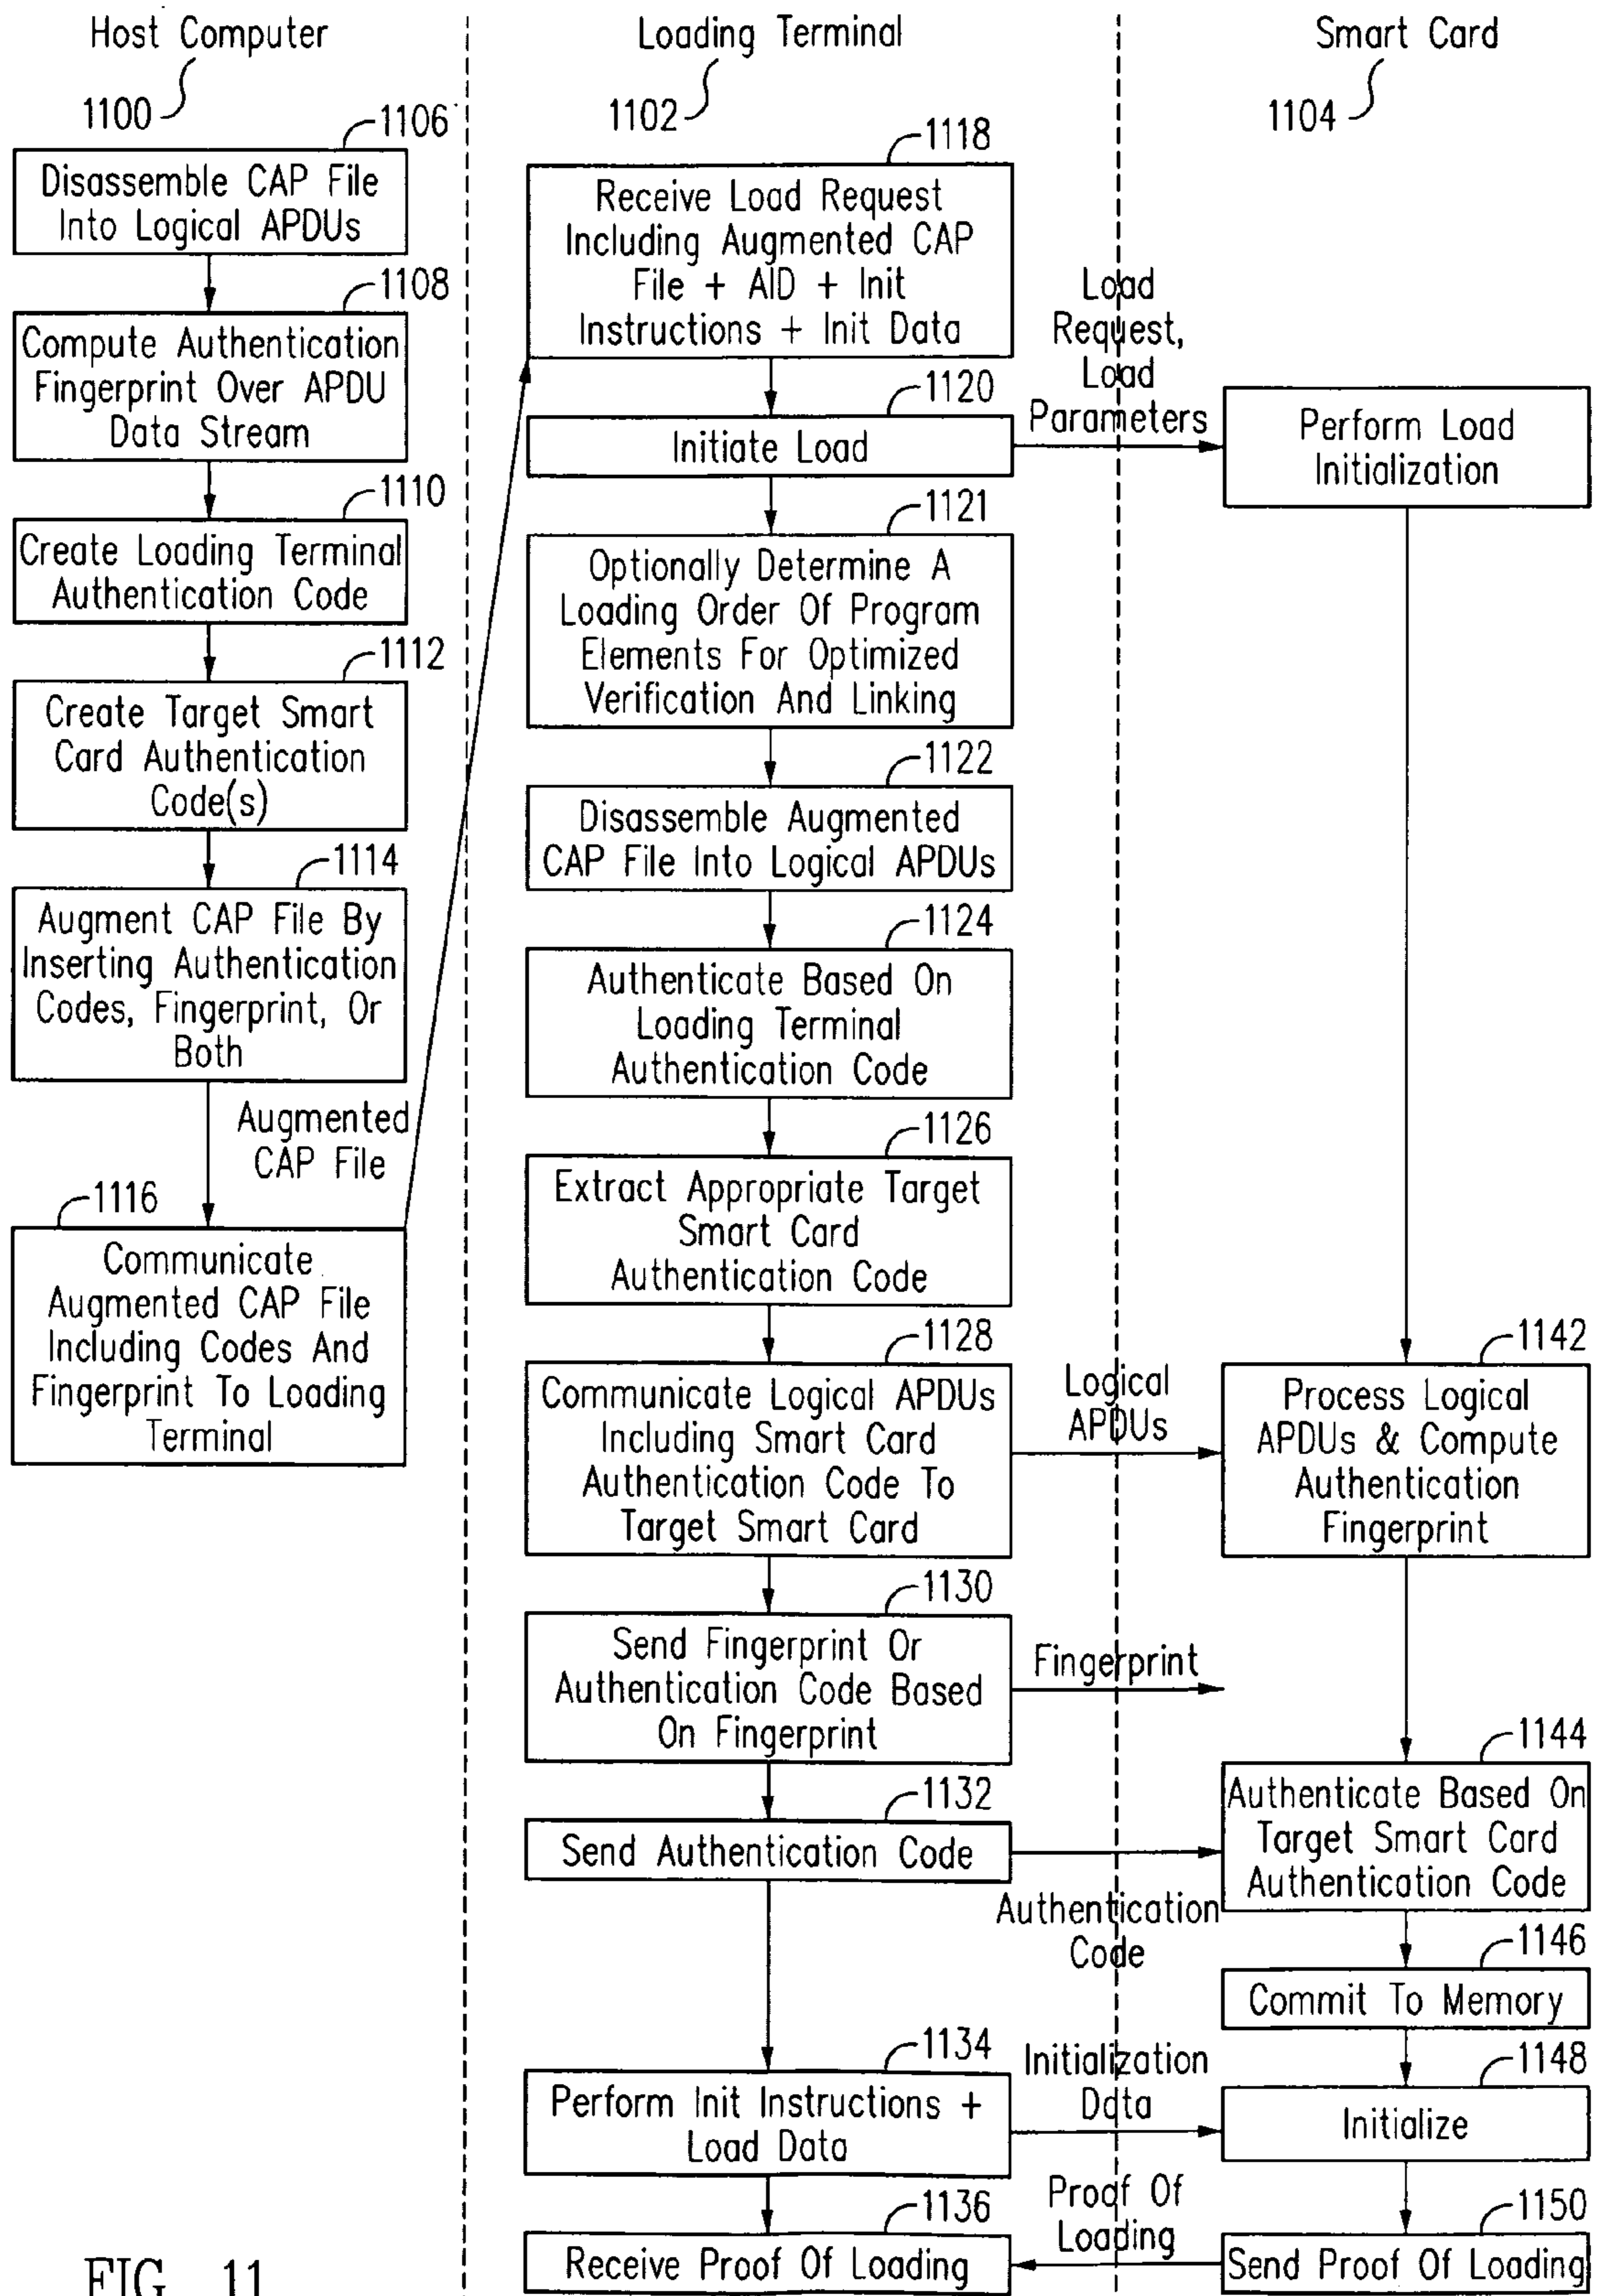 Host Computer
1100
1106
Disassemble CAP File
Into Logical APDUs
1108
Compute Authentication
Fingerprint Over APDU
Data Stream
1110
Create Loading Terminal
Authentication Code
1112
Create Target Smart
Card Authentication
Code(s)
1114
Augment CAP File By
Inserting Authentication
Codes, Fingerprint, Or
Both
Augmented
CAP File
1116
Communicate
Augmented CAP File
Including Codes And
Fingerprint To Loading
Terminal
Loading Terminal
1102
1118
Receive Load Request
Including Augmented CAP
File + AID + Init
Instructions + Init Data
1120
Initiate Load
Load
Request,
Load
Parameters
1121
Optionally Determine A
Loading Order Of Program
Elements For Optimized
Verification And Linking
1122
Disassemble Augmented
CAP File Into Logical APDUs
1124
Authenticate Based On
Loading Terminal
Authentication Code
1126
Extract Appropriate Target
Smart Card
Authentication Code
1128
Communicate Logical APDUs
Including Smart Card
Authentication Code To
Target Smart Card
Logical
APDUs
1130
Send Fingerprint Or
Authentication Code Based
On Fingerprint
Fingerprint
1132
Send Authentication Code
Authentication
Code
1134
Perform Init Instructions +
Load Data
Initialization
Data
1136
Receive Proof Of Loading
Proof Of
Loading
Smart Card
1104
Perform Load
Initialization
1142
Process Logical
APDUs & Compute
Authentication
Fingerprint
1144
Authenticate Based On
Target Smart Card
Authentication Code
1146
Commit To Memory
1148
Initialize
1150
Send Proof Of Loading
FIG. 11